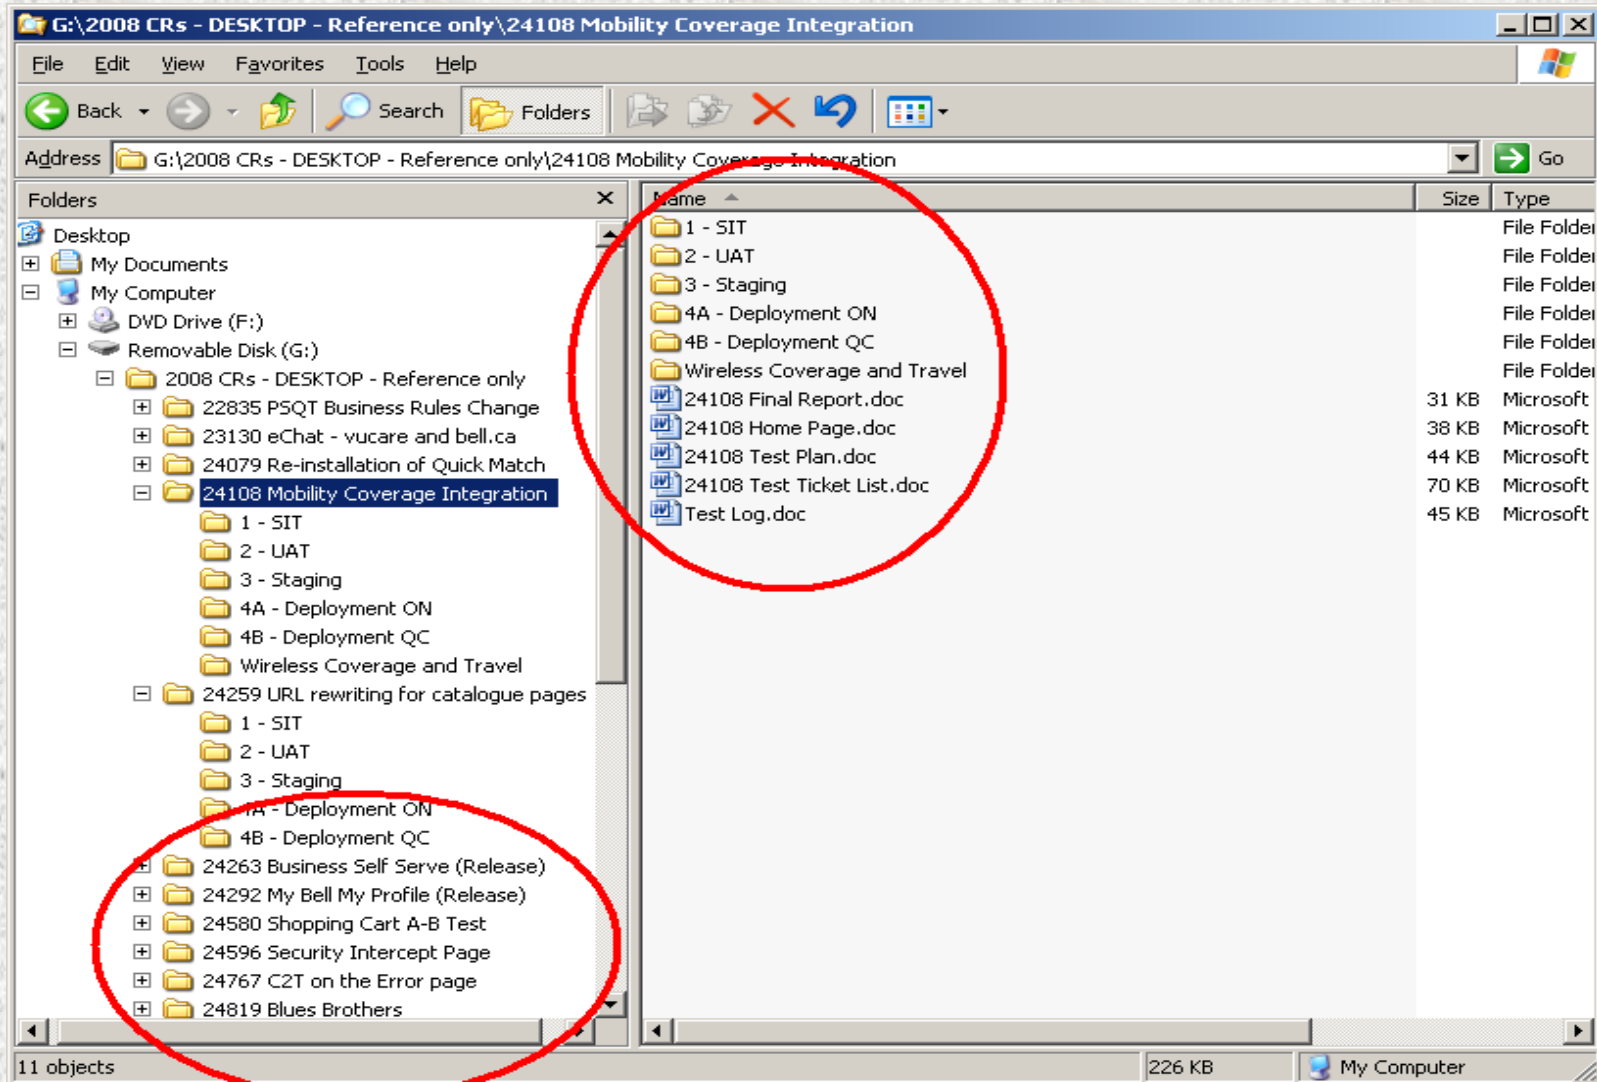 G:\2008 CRs - DESKTOP - Reference only\24108 Mobility Coverage Integration
File Edit View Favorites Tools Help
Back Search Folders
Address G:\2008 CRs - DESKTOP - Reference only\24108 Mobility Coverage Integration Go
Folders
Desktop
My Documents
My Computer
DVD Drive (F:)
Removable Disk (G:)
2008 CRs - DESKTOP - Reference only
22835 PSQT Business Rules Change
23130 eChat - vucare and bell.ca
24079 Re-installation of Quick Match
24108 Mobility Coverage Integration
1 - SIT
2 - UAT
3 - Staging
4A - Deployment ON
4B - Deployment QC
Wireless Coverage and Travel
24259 URL rewriting for catalogue pages
1 - SIT
2 - UAT
3 - Staging
4A - Deployment ON
4B - Deployment QC
24263 Business Self Serve (Release)
24292 My Bell My Profile (Release)
24580 Shopping Cart A-B Test
24596 Security Intercept Page
24767 C2T on the Error page
24819 Blues Brothers
Name Size Type
1 - SIT File Folder
2 - UAT File Folder
3 - Staging File Folder
4A - Deployment ON File Folder
4B - Deployment QC File Folder
Wireless Coverage and Travel File Folder
24108 Final Report.doc 31 KB Microsoft
24108 Home Page.doc 38 KB Microsoft
24108 Test Plan.doc 44 KB Microsoft
24108 Test Ticket List.doc 70 KB Microsoft
Test Log.doc 45 KB Microsoft
11 objects 226 KB My Computer